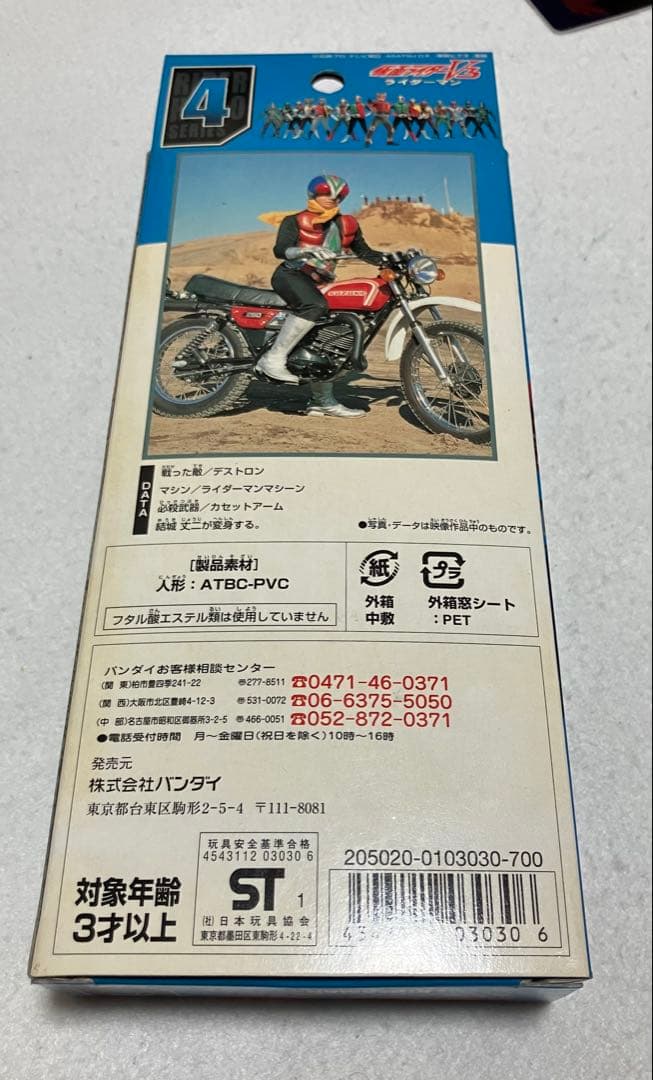 RIDER
HERO
SERIES
4
仮面ライダーV3
ライダーマン
SUZUKI
250
DATA
戦った敵/デストロン
マシン/ライダーマンマシーン
必殺武器/カセットアーム
結城 丈二が変身する。
●写真・データは映像作品中のものです。
[製品素材]
人形：ATBC-PVC
フタル酸エステル類は使用していません
紙
外箱
中敷
プラ
外箱窓シート
：PET
バンダイお客様相談センター
(関 東)柏市豊四季241-22 〒277-8511 ☎0471-46-0371
(関 西)大阪市北区豊崎4-12-3 〒531-0072 ☎06-6375-5050
(中 部)名古屋市昭和区御器所3-2-5 〒466-0051 ☎052-872-0371
●電話受付時間 月〜金曜日(祝日を除く)10時〜16時
発売元
株式会社バンダイ
東京都台東区駒形2-5-4 〒111-8081
対象年齢
3才以上
玩具安全基準合格
4543112 03030 6
ST 1
(社)日本玩具協会
東京都墨田区東駒形4-22-4
205020-0103030-700
03030 6